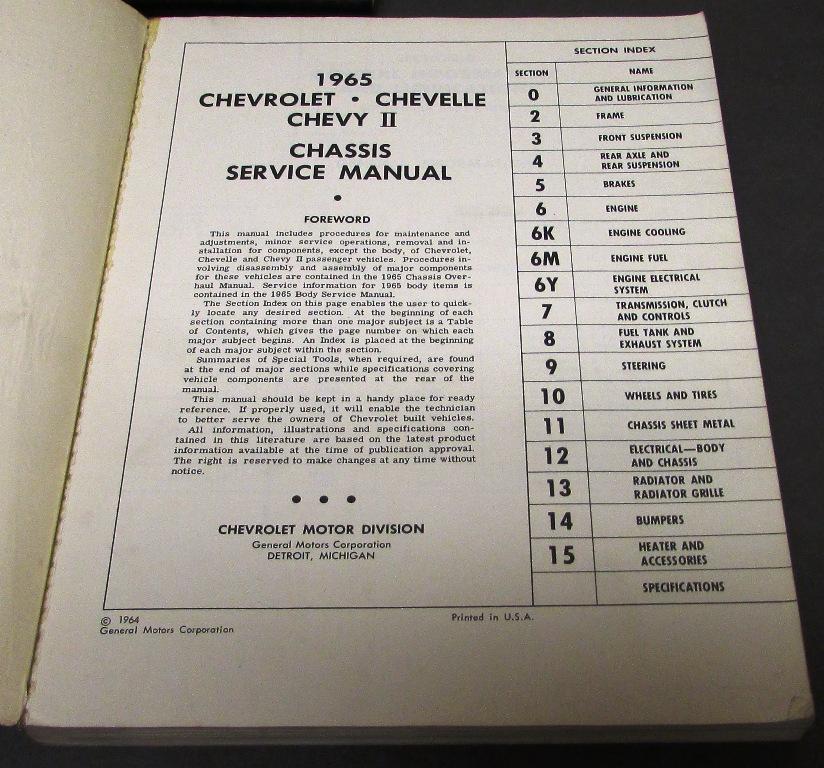 1965
CHEVROLET • CHEVELLE
CHEVY II
CHASSIS
SERVICE MANUAL
•
FOREWORD
This manual includes procedures for maintenance and
adjustments, minor service operations, removal and in-
stallation for components, except the body, of Chevrolet,
Chevelle and Chevy II passenger vehicles. Procedures in-
volving disassembly and assembly of major components
for these vehicles are contained in the 1965 Chassis Over-
haul Manual. Service information for 1965 body items is
contained in the 1965 Body Service Manual.
The Section Index on this page enables the user to quick-
ly locate any desired section. At the beginning of each
section containing more than one major subject is a Table
of Contents, which gives the page number on which each
major subject begins. An Index is placed at the beginning
of each major subject within the section.
Summaries of Special Tools, when required, are found
at the end of major sections while specifications covering
vehicle components are presented at the rear of the
manual.
This manual should be kept in a handy place for ready
reference. If properly used, it will enable the technician
to better serve the owners of Chevrolet built vehicles.
All information, illustrations and specifications con-
tained in this literature are based on the latest product
information available at the time of publication approval.
The right is reserved to make changes at any time without
notice.
• • •
CHEVROLET MOTOR DIVISION
General Motors Corporation
DETROIT, MICHIGAN
SECTION INDEX
SECTION NAME
0 GENERAL INFORMATION
AND LUBRICATION
2 FRAME
3 FRONT SUSPENSION
4 REAR AXLE AND
REAR SUSPENSION
5 BRAKES
6 ENGINE
6K ENGINE COOLING
6M ENGINE FUEL
6Y ENGINE ELECTRICAL
SYSTEM
7 TRANSMISSION, CLUTCH
AND CONTROLS
8 FUEL TANK AND
EXHAUST SYSTEM
9 STEERING
10 WHEELS AND TIRES
11 CHASSIS SHEET METAL
12 ELECTRICAL—BODY
AND CHASSIS
13 RADIATOR AND
RADIATOR GRILLE
14 BUMPERS
15 HEATER AND
ACCESSORIES
SPECIFICATIONS
© 1964
General Motors Corporation
Printed in U.S.A.